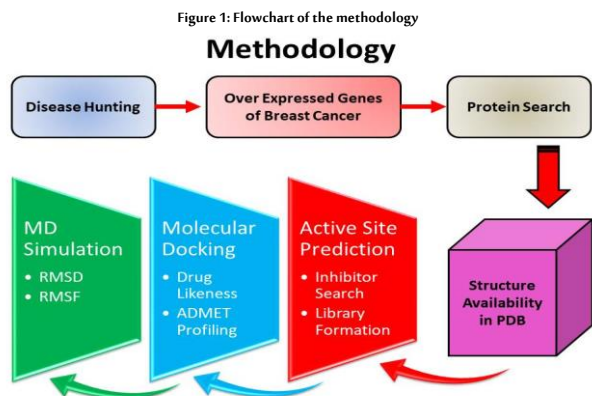 Figure 1: Flowchart of the methodology
Methodology
Disease Hunting
Over Expressed Genes
of Breast Cancer
Protein Search
Structure
Availability
in PDB
Active Site
Prediction
• Inhibitor
Search
• Library
Formation
Molecular
Docking
• Drug
Likeness
• ADMET
Profiling
MD
Simulation
• RMSD
• RMSF